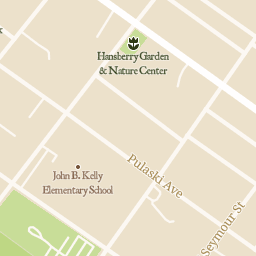 Hansberry Garden
& Nature Center
John B. Kelly
Elementary School
Pulaski Ave
Seymour St